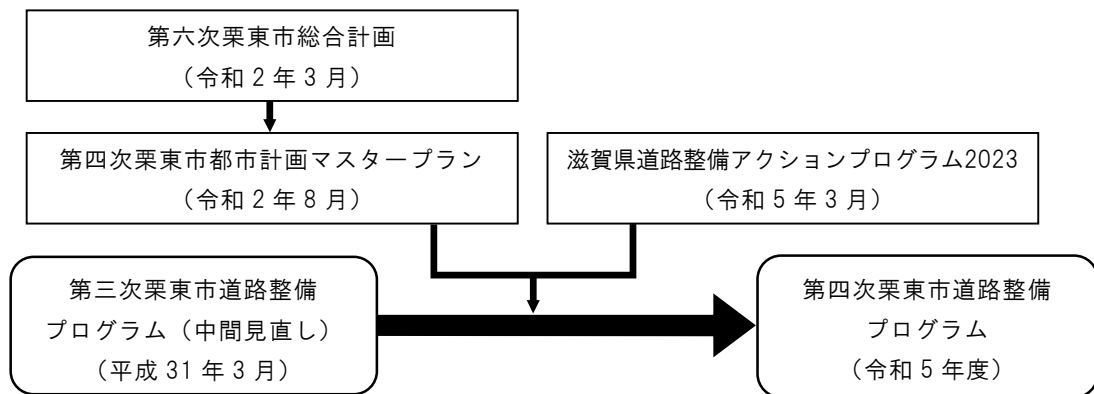 第六次栗東市総合計画
（令和２年３月）
第四次栗東市都市計画マスタープラン
（令和２年８月）
滋賀県道路整備アクションプログラム2023
（令和５年３月）
第三次栗東市道路整備
プログラム（中間見直し）
（平成 31 年３月）
第四次栗東市道路整備
プログラム
（令和５年度）